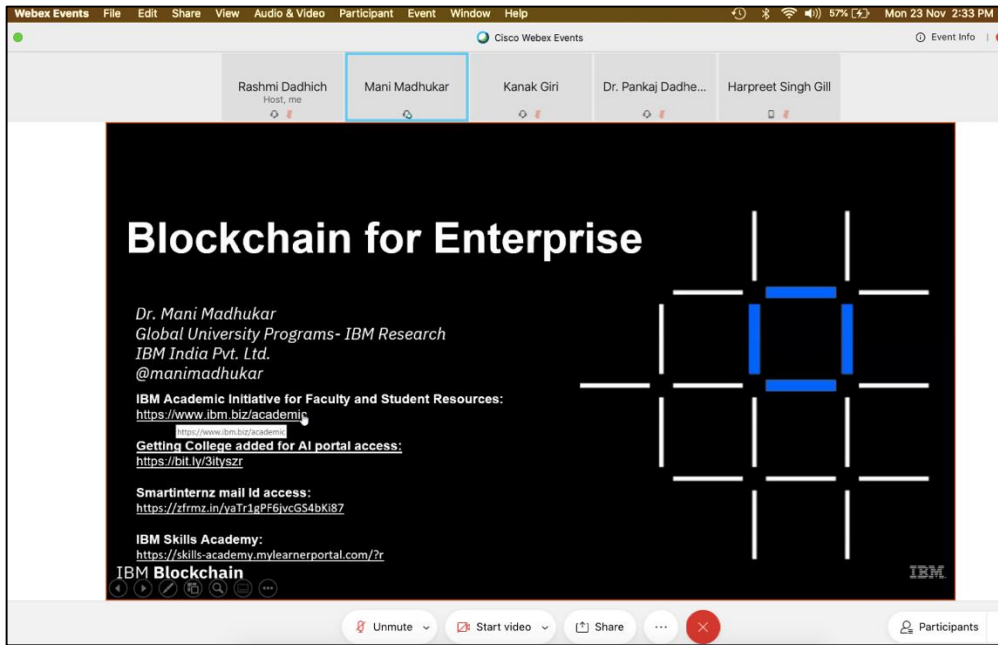 Webex Events File Edit Share View Audio & Video Participant Event Window Help 57% Mon 23 Nov 2:33 PM
Cisco Webex Events
Event Info
Rashmi Dadhich
Host, me
Mani Madhukar
Kanak Giri
Dr. Pankaj Dadhe...
Harpreet Singh Gill
Blockchain for Enterprise
Dr. Mani Madhukar
Global University Programs- IBM Research
IBM India Pvt. Ltd.
@manimadhukar
IBM Academic Initiative for Faculty and Student Resources:
https://www.ibm.biz/academic
https://www.ibm.biz/academic
Getting College added for AI portal access:
https://bit.ly/3ityszr
Smartinternz mail Id access:
https://zfrmz.in/yaTr1gPF6jvcGS4bKi87
IBM Skills Academy:
https://skills-academy.mylearnerportal.com/?r
IBM Blockchain
IBM
Unmute
Start video
Share
Participants